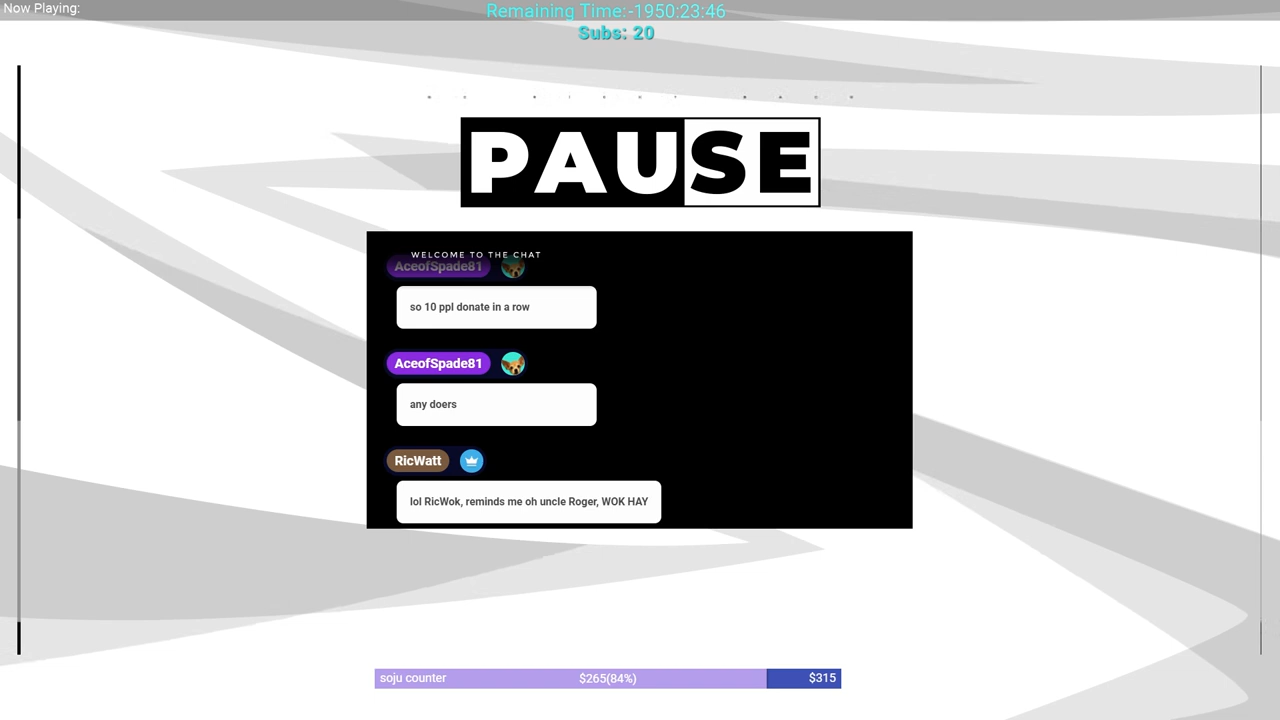 Now Playing:
Remaining Time:-1950:23:46
Subs: 20
PAUSE
WELCOME TO THE CHAT
AceofSpade81
so 10 ppl donate in a row
AceofSpade81
any doers
RicWatt
lol RicWok, reminds me oh uncle Roger, WOK HAY
soju counter $265(84%) $315